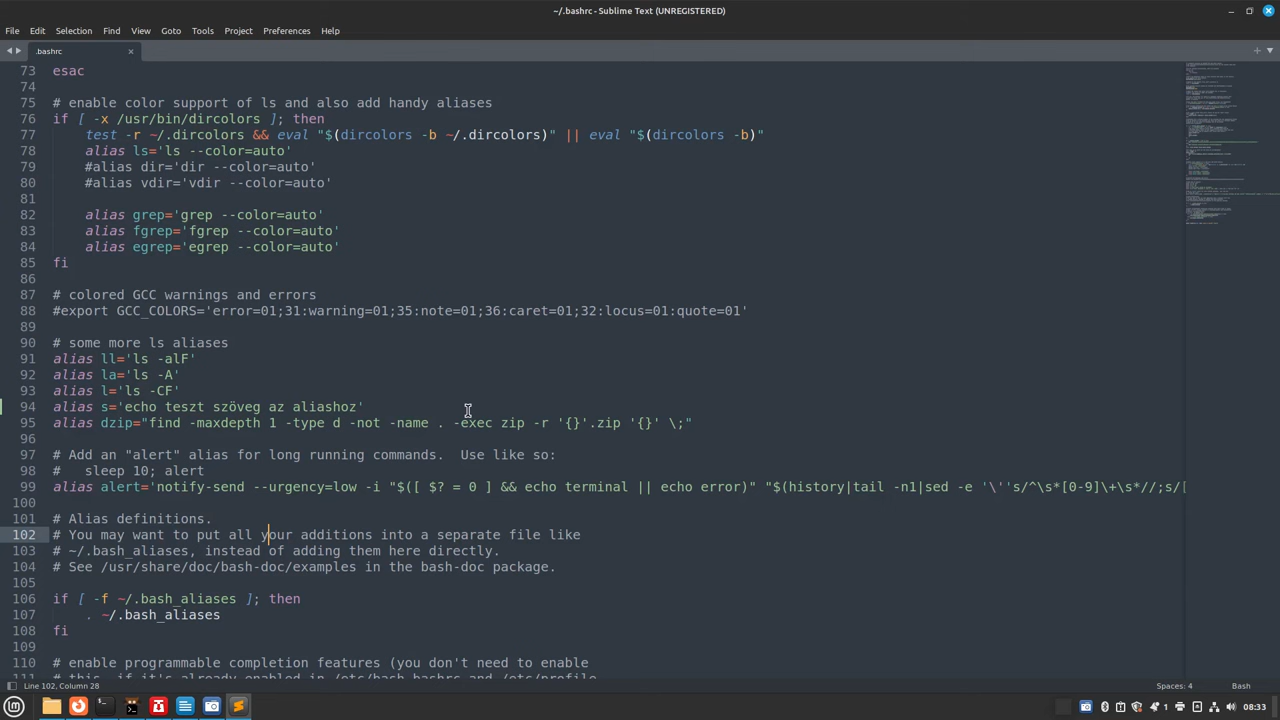 ~/.bashrc - Sublime Text (UNREGISTERED)
File Edit Selection Find View Goto Tools Project Preferences Help
.bashrc
73 esac
74
75 # enable color support of ls and also add handy aliases
76 if [ -x /usr/bin/dircolors ]; then
77     test -r ~/.dircolors && eval "$(dircolors -b ~/.dircolors)" || eval "$(dircolors -b)"
78     alias ls='ls --color=auto'
79     #alias dir='dir --color=auto'
80     #alias vdir='vdir --color=auto'
81
82     alias grep='grep --color=auto'
83     alias fgrep='fgrep --color=auto'
84     alias egrep='egrep --color=auto'
85 fi
86
87 # colored GCC warnings and errors
88 #export GCC_COLORS='error=01;31:warning=01;35:note=01;36:caret=01;32:locus=01:quote=01'
89
90 # some more ls aliases
91 alias ll='ls -alF'
92 alias la='ls -A'
93 alias l='ls -CF'
94 alias s='echo teszt szöveg az aliashoz'
95 alias dzip="find -maxdepth 1 -type d -not -name . -exec zip -r '{}'.zip '{}' \;"
96
97 # Add an "alert" alias for long running commands.  Use like so:
98 #   sleep 10; alert
99 alias alert='notify-send --urgency=low -i "$([ $? = 0 ] && echo terminal || echo error)" "$(history|tail -n1|sed -e '\''s/^\s*[0-9]\+\s*//;s/[
100
101 # Alias definitions.
102 # You may want to put all your additions into a separate file like
103 # ~/.bash_aliases, instead of adding them here directly.
104 # See /usr/share/doc/bash-doc/examples in the bash-doc package.
105
106 if [ -f ~/.bash_aliases ]; then
107     . ~/.bash_aliases
108 fi
109
110 # enable programmable completion features (you don't need to enable
111 # this, if it's already enabled in /etc/bash.bashrc and /etc/profile
Line 102, Column 28 Spaces: 4 Bash
1 08:33